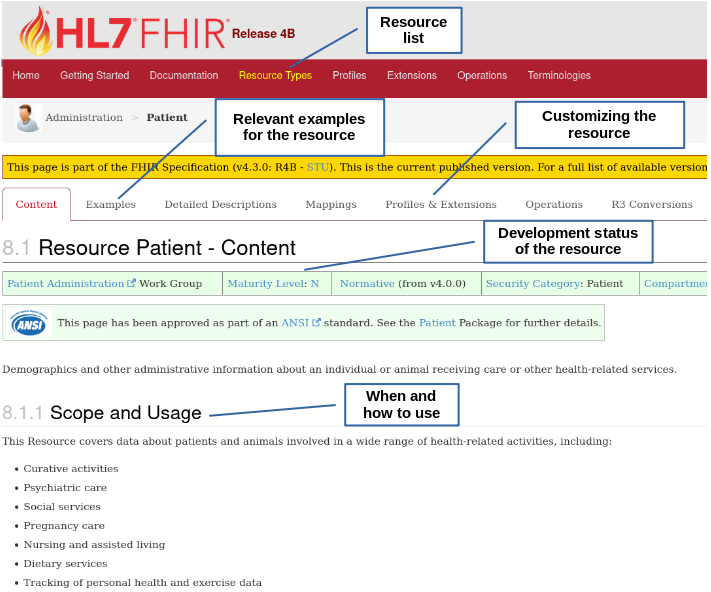 HL7 FHIR Release 4B
Resource
list
Home Getting Started Documentation Resource Types Profiles Extensions Operations Terminologies
Administration > Patient
Relevant examples
for the resource
Customizing the
resource
This page is part of the FHIR Specification (v4.3.0: R4B - STU). This is the current published version. For a full list of available version
Content Examples Detailed Descriptions Mappings Profiles & Extensions Operations R3 Conversions
Development status
of the resource
8.1 Resource Patient - Content
Patient Administration Work Group Maturity Level: N Normative (from v4.0.0) Security Category: Patient Compartme
ANSI This page has been approved as part of an ANSI standard. See the Patient Package for further details.
Demographics and other administrative information about an individual or animal receiving care or other health-related services.
When and
how to use
8.1.1 Scope and Usage
This Resource covers data about patients and animals involved in a wide range of health-related activities, including:
• Curative activities
• Psychiatric care
• Social services
• Pregnancy care
• Nursing and assisted living
• Dietary services
• Tracking of personal health and exercise data